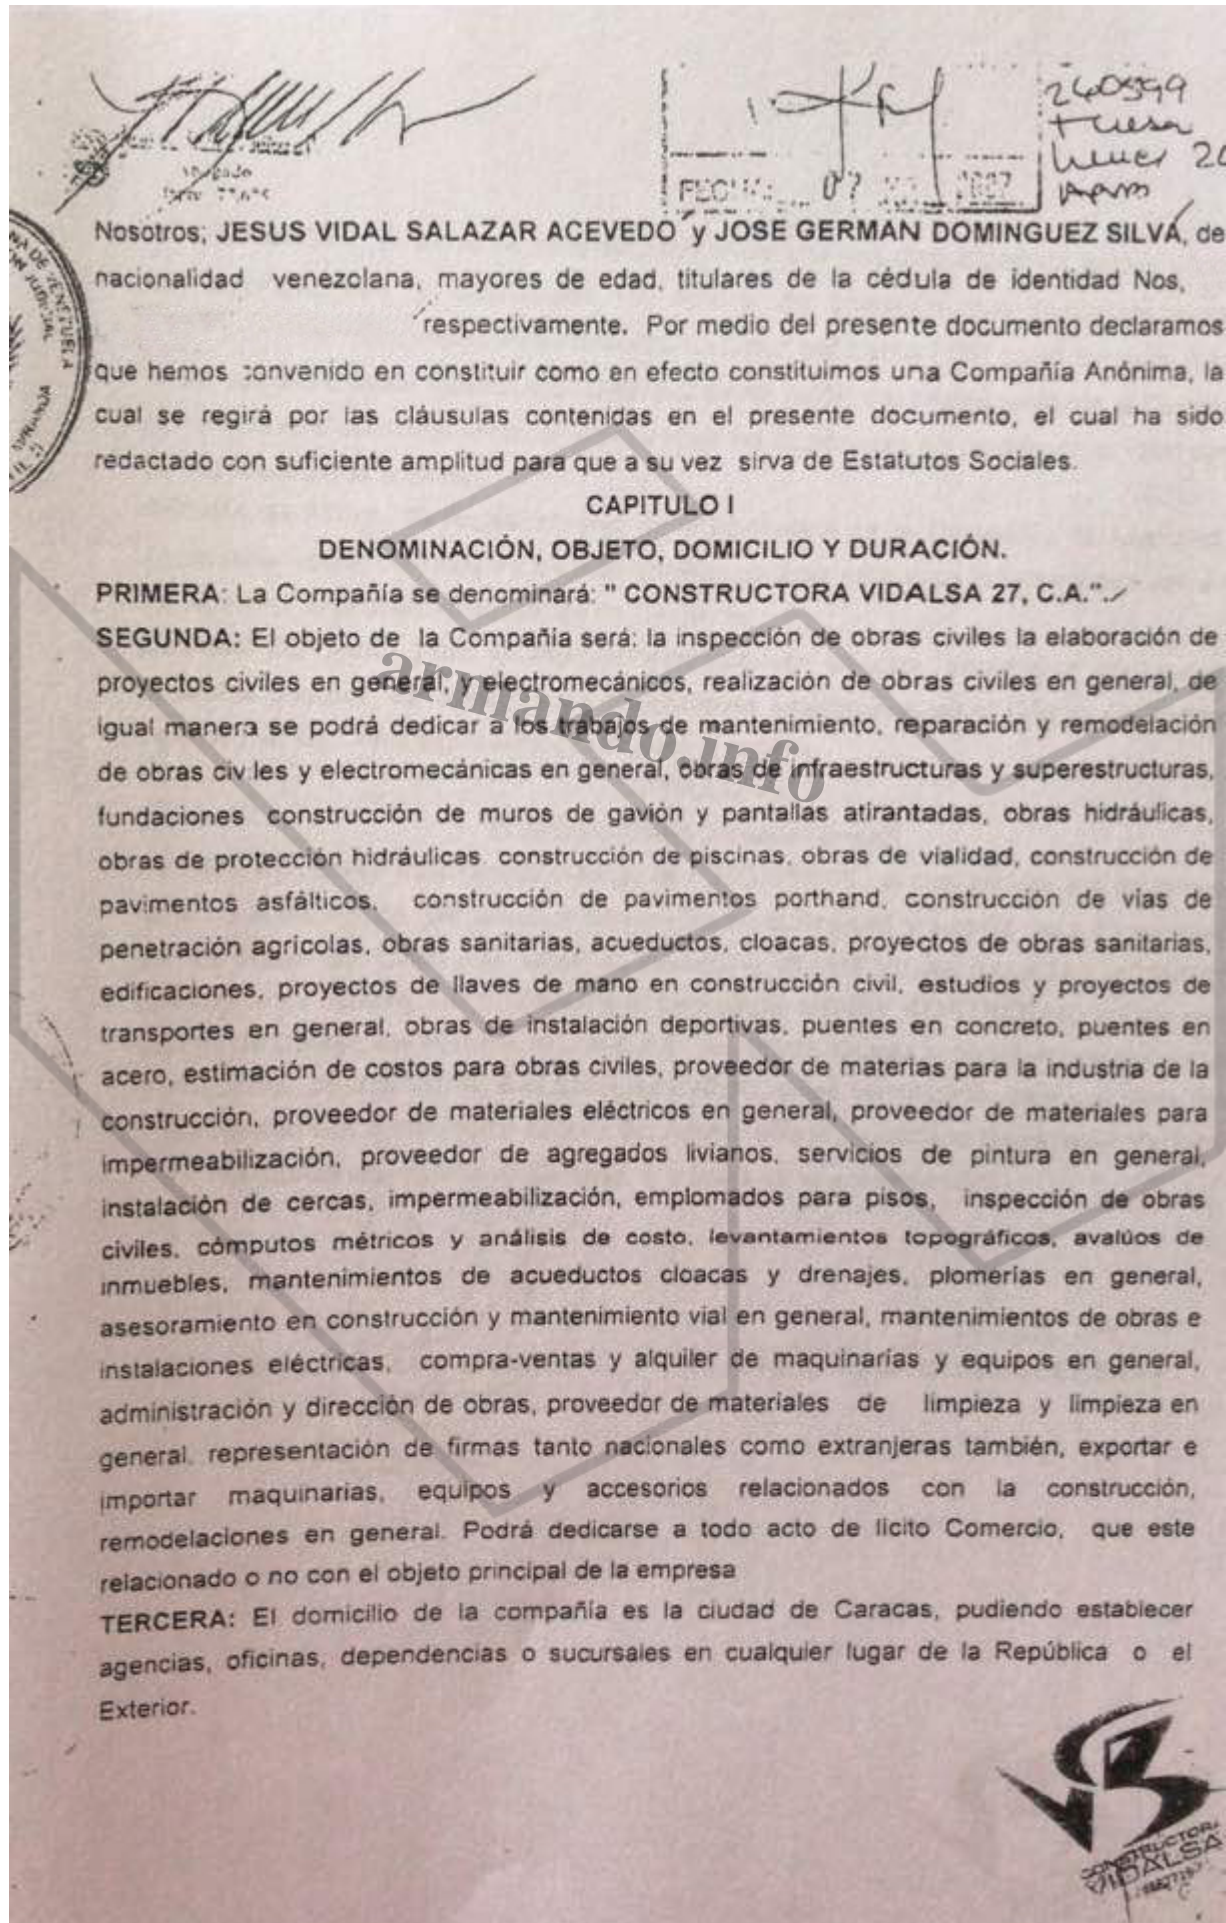 240599
FECHA: 07
Nosotros; JESUS VIDAL SALAZAR ACEVEDO y JOSE GERMAN DOMINGUEZ SILVA, de
nacionalidad venezolana, mayores de edad, titulares de la cédula de identidad Nos,
respectivamente. Por medio del presente documento declaramos
que hemos convenido en constituir como en efecto constituimos una Compañía Anónima, la
cual se regirá por las cláusulas contenidas en el presente documento, el cual ha sido
redactado con suficiente amplitud para que a su vez sirva de Estatutos Sociales.
CAPITULO I
DENOMINACIÓN, OBJETO, DOMICILIO Y DURACIÓN.
PRIMERA: La Compañía se denominará: " CONSTRUCTORA VIDALSA 27, C.A.".
SEGUNDA: El objeto de la Compañía será: la inspección de obras civiles la elaboración de
proyectos civiles en general, y electromecánicos, realización de obras civiles en general, de
igual manera se podrá dedicar a los trabajos de mantenimiento, reparación y remodelación
de obras civiles y electromecánicas en general, obras de infraestructuras y superestructuras,
fundaciones construcción de muros de gavión y pantallas atirantadas, obras hidráulicas,
obras de protección hidráulicas construcción de piscinas, obras de vialidad, construcción de
pavimentos asfálticos, construcción de pavimentos porthand, construcción de vías de
penetración agrícolas, obras sanitarias, acueductos, cloacas, proyectos de obras sanitarias,
edificaciones, proyectos de llaves de mano en construcción civil, estudios y proyectos de
transportes en general, obras de instalación deportivas, puentes en concreto, puentes en
acero, estimación de costos para obras civiles, proveedor de materias para la industria de la
construcción, proveedor de materiales eléctricos en general, proveedor de materiales para
impermeabilización, proveedor de agregados livianos, servicios de pintura en general,
instalación de cercas, impermeabilización, emplomados para pisos, inspección de obras
civiles, cómputos métricos y análisis de costo, levantamientos topográficos, avalúos de
inmuebles, mantenimientos de acueductos cloacas y drenajes, plomerías en general,
asesoramiento en construcción y mantenimiento vial en general, mantenimientos de obras e
instalaciones eléctricas, compra-ventas y alquiler de maquinarias y equipos en general,
administración y dirección de obras, proveedor de materiales de limpieza y limpieza en
general, representación de firmas tanto nacionales como extranjeras también, exportar e
importar maquinarias, equipos y accesorios relacionados con la construcción,
remodelaciones en general. Podrá dedicarse a todo acto de lícito Comercio, que este
relacionado o no con el objeto principal de la empresa
TERCERA: El domicilio de la compañía es la ciudad de Caracas, pudiendo establecer
agencias, oficinas, dependencias o sucursales en cualquier lugar de la República o el
Exterior.
armando.info
CONSTRUCTORA
VIDALSA